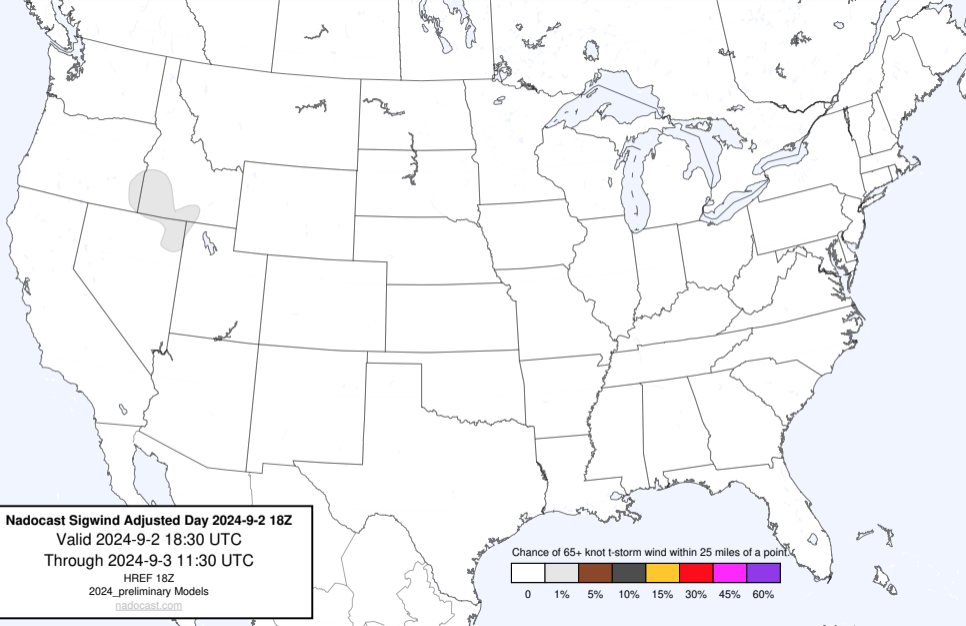 Nadocast Sigwind Adjusted Day 2024-9-2 18Z
Valid 2024-9-2 18:30 UTC
Through 2024-9-3 11:30 UTC
HREF 18Z
2024_preliminary Models
nadocast.com
Chance of 65+ knot t-storm wind within 25 miles of a point.
0 1% 5% 10% 15% 30% 45% 60%